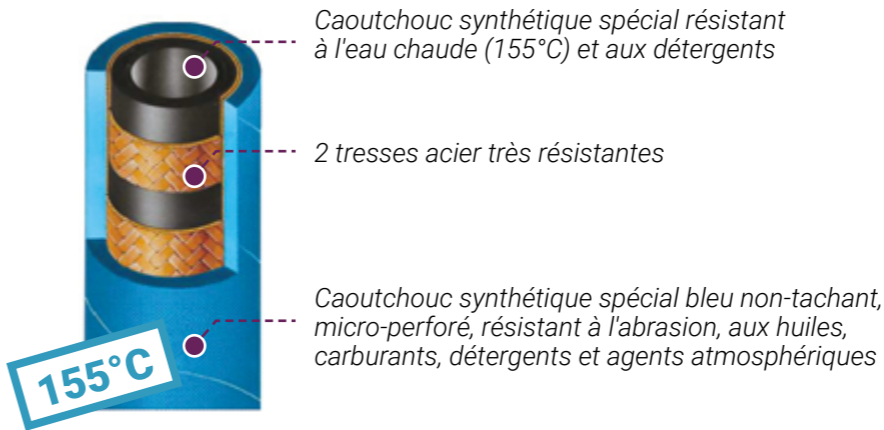 Caoutchouc synthétique spécial résistant
à l'eau chaude (155°C) et aux détergents
2 tresses acier très résistantes
Caoutchouc synthétique spécial bleu non-tachant,
micro-perforé, résistant à l'abrasion, aux huiles,
carburants, détergents et agents atmosphériques
155°C